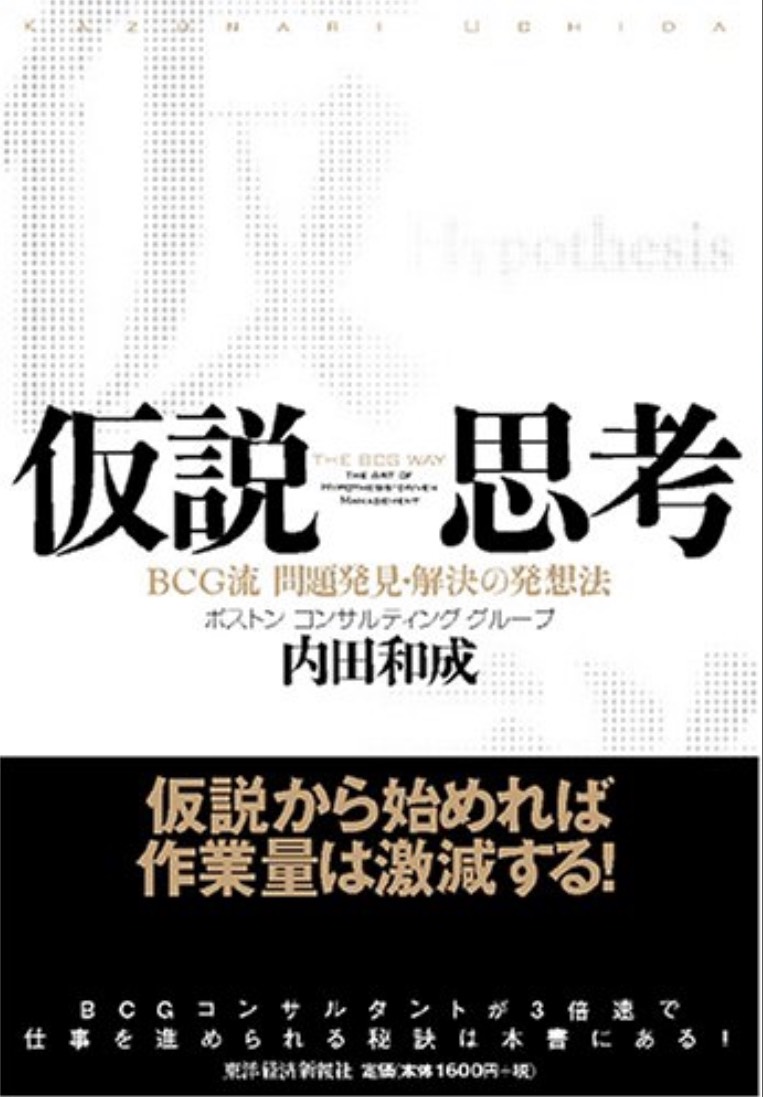 KAZUNARI UCHIDA
仮
Hypothesis
仮説 思考
THE BCG WAY
THE ART OF
HYPOTHESIS-DRIVEN
MANAGEMENT
BCG流 問題発見・解決の発想法
ボストン コンサルティング グループ
内田和成
仮説から始めれば
作業量は激減する!
BCGコンサルタントが3倍速で
仕事を進められる秘訣は本書にある!
東洋経済新報社 定価(本体1600円+税)